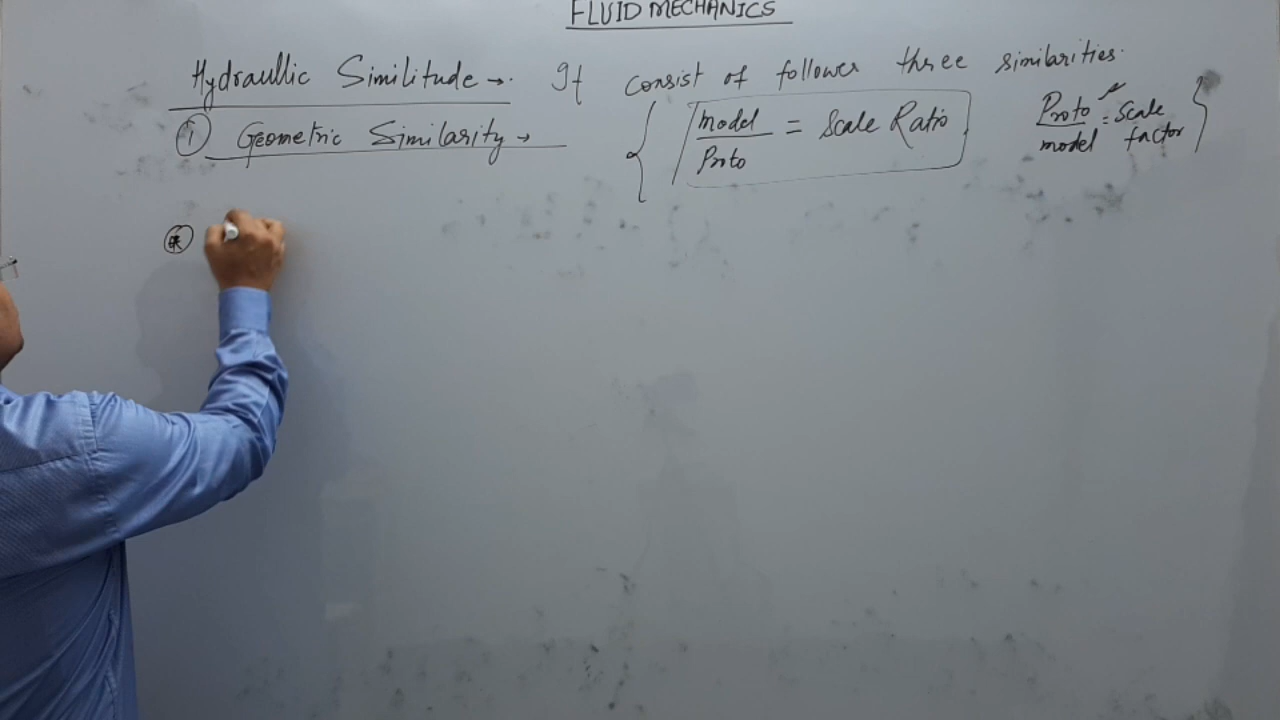 FLUID MECHANICS
Hydraullic Similitude → It consist of follower three similarities.
① Geometric Similarity →
model / Proto = Scale Ratio
Proto / model = Scale factor